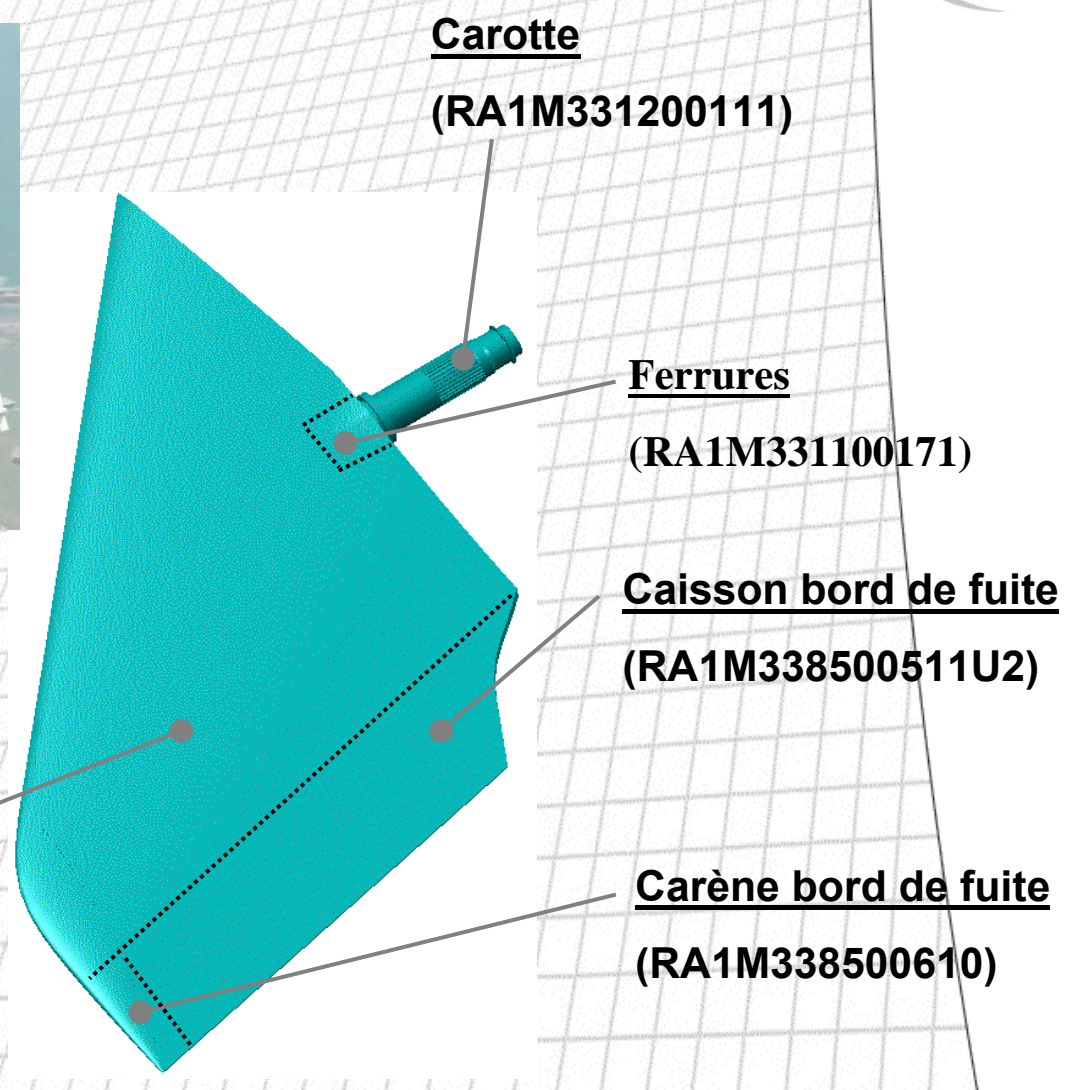 Carotte
(RA1M331200111)
Ferrures
(RA1M331100171)
Caisson bord de fuite
(RA1M338500511U2)
Carène bord de fuite
(RA1M338500610)